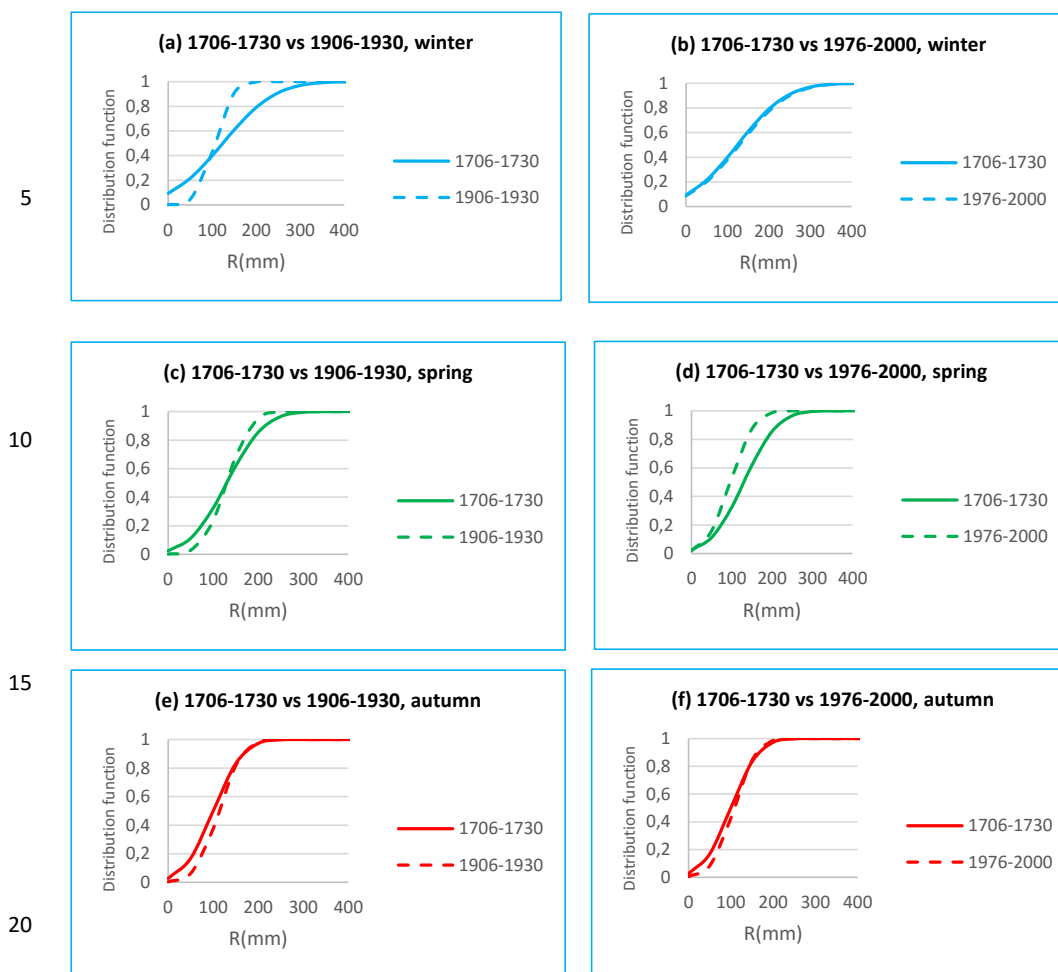 (a) 1706-1730 vs 1906-1930, winter
Distribution function
1
0,8
0,6
0,4
0,2
0
0 100 200 300 400
R(mm)
1706-1730
1906-1930
(b) 1706-1730 vs 1976-2000, winter
Distribution function
1
0,8
0,6
0,4
0,2
0
0 100 200 300 400
R(mm)
1706-1730
1976-2000
5
(c) 1706-1730 vs 1906-1930, spring
Distribution function
1
0,8
0,6
0,4
0,2
0
0 100 200 300 400
R(mm)
1706-1730
1906-1930
(d) 1706-1730 vs 1976-2000, spring
Distribution function
1
0,8
0,6
0,4
0,2
0
0 100 200 300 400
R(mm)
1706-1730
1976-2000
10
15
(e) 1706-1730 vs 1906-1930, autumn
Distribution function
1
0,8
0,6
0,4
0,2
0
0 100 200 300 400
R(mm)
1706-1730
1906-1930
(f) 1706-1730 vs 1976-2000, autumn
Distribution function
1
0,8
0,6
0,4
0,2
0
0 100 200 300 400
R(mm)
1706-1730
1976-2000
20